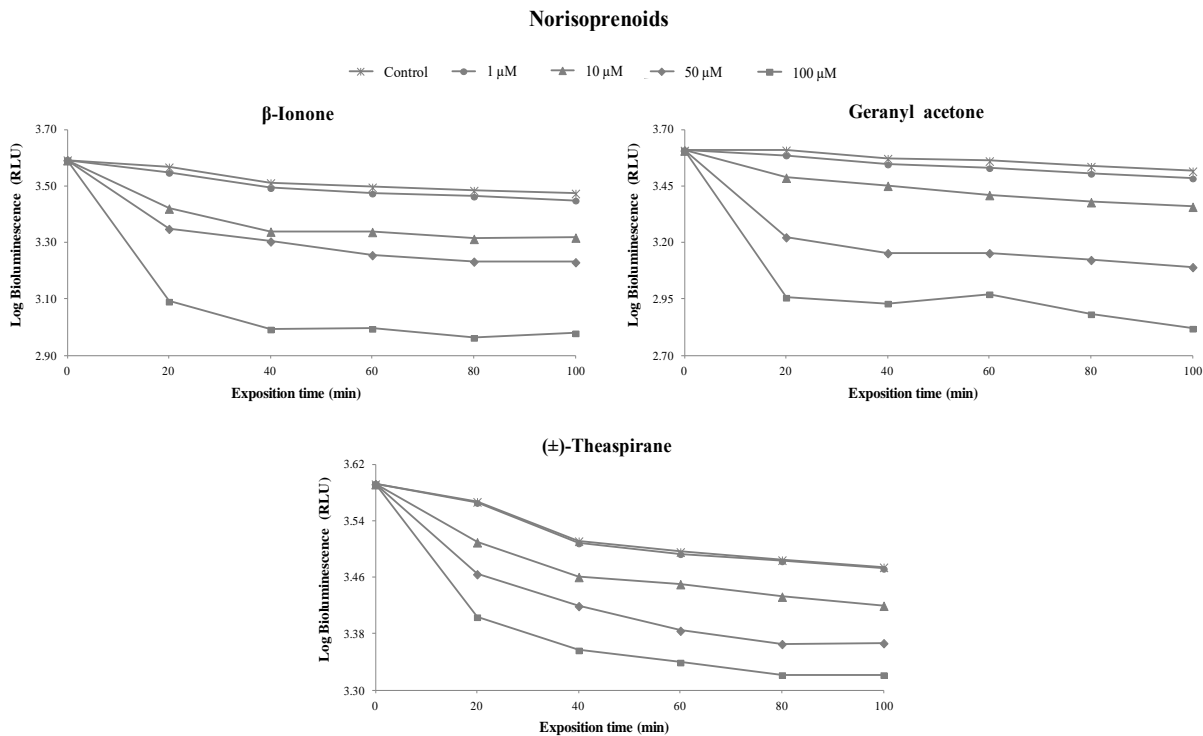 Norisoprenoids
Control 1 µM 10 µM 50 µM 100 µM
β-Ionone
Log Bioluminescence (RLU)
3.70
3.50
3.30
3.10
2.90
0 20 40 60 80 100
Exposition time (min)
Geranyl acetone
Log Bioluminescence (RLU)
3.70
3.45
3.20
2.95
2.70
0 20 40 60 80 100
Exposition time (min)
(±)-Theaspirane
Log Bioluminescence (RLU)
3.62
3.54
3.46
3.38
3.30
0 20 40 60 80 100
Exposition time (min)